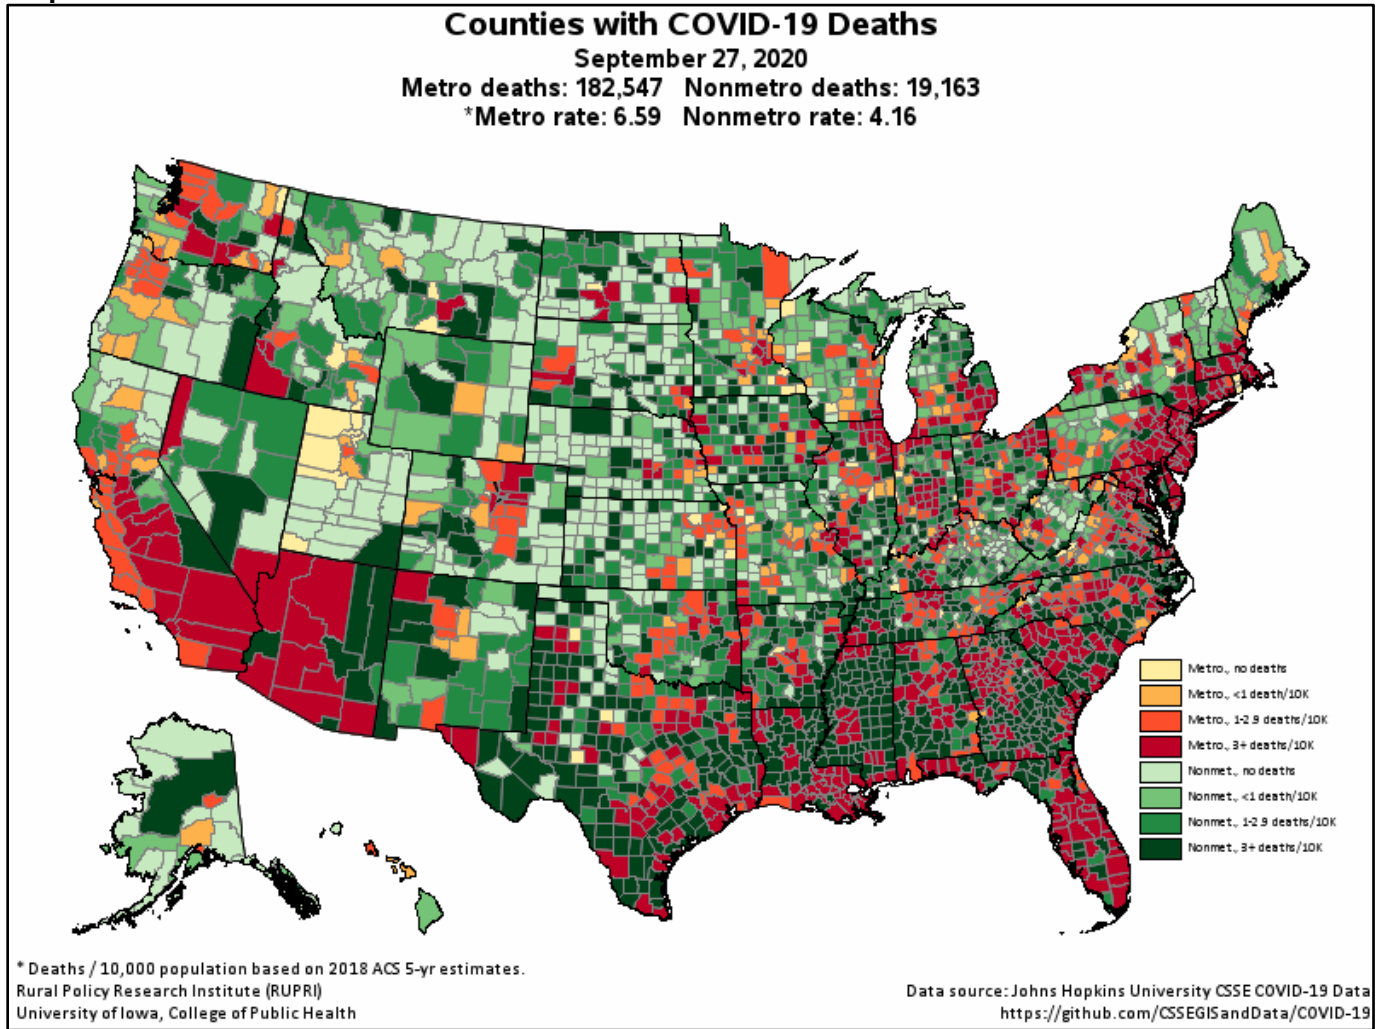 Counties with COVID-19 Deaths
September 27, 2020
Metro deaths: 182,547 Nonmetro deaths: 19,163
*Metro rate: 6.59 Nonmetro rate: 4.16
Metro., no deaths
Metro., <1 death/10K
Metro., 1-2.9 deaths/10K
Metro., 3+ deaths/10K
Nonmet., no deaths
Nonmet., <1 death/10K
Nonmet., 1-2.9 deaths/10K
Nonmet., 3+ deaths/10K
* Deaths / 10,000 population based on 2018 ACS 5-yr estimates.
Rural Policy Research Institute (RUPRI)
University of Iowa, College of Public Health
Data source: Johns Hopkins University CSSE COVID-19 Data
https://github.com/CSSEGISandData/COVID-19